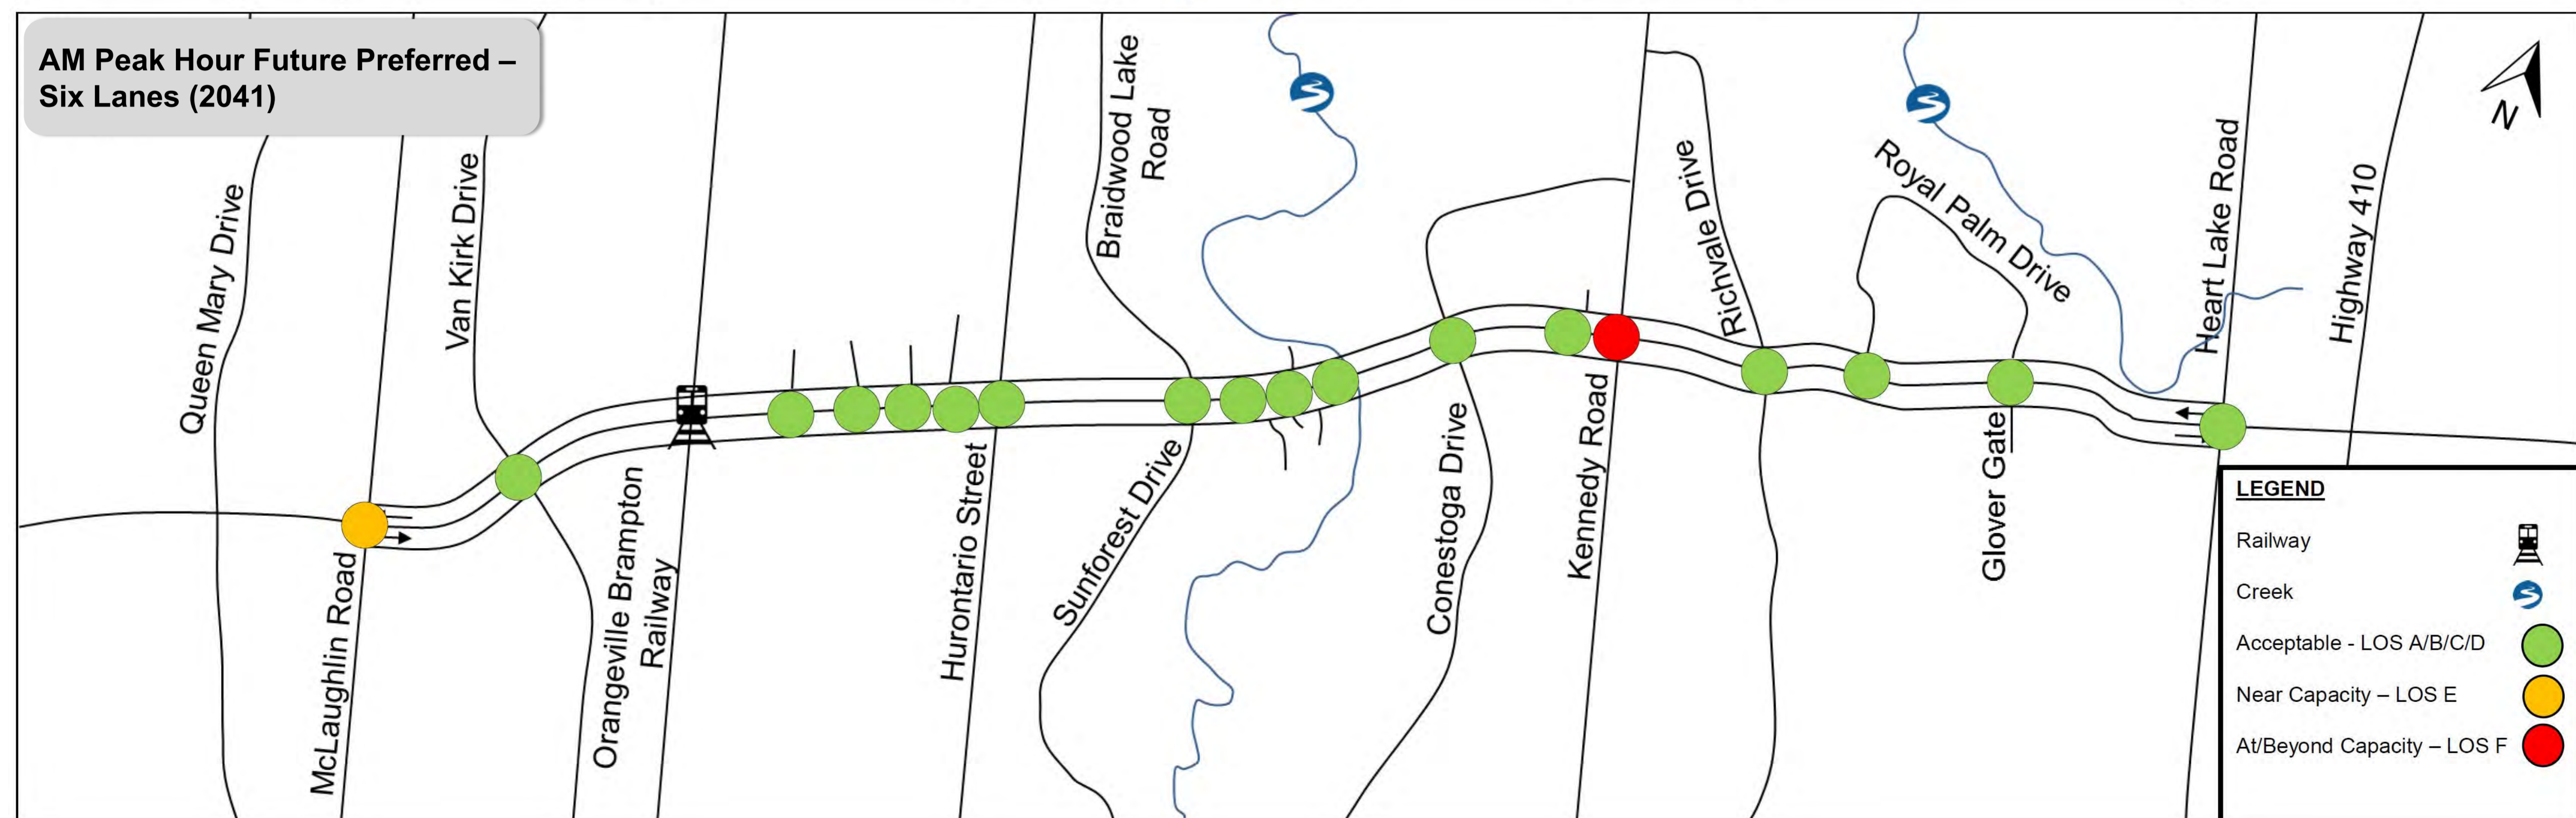 AM Peak Hour Future Preferred –
Six Lanes (2041)
Queen Mary Drive
McLaughlin Road
Van Kirk Drive
Orangeville Brampton
Railway
Hurontario Street
Braidwood Lake
Road
Sunforest Drive
Conestoga Drive
Kennedy Road
Richvale Drive
Royal Palm Drive
Glover Gate
Heart Lake Road
Highway 410
N
LEGEND
Railway
Creek
Acceptable - LOS A/B/C/D
Near Capacity – LOS E
At/Beyond Capacity – LOS F